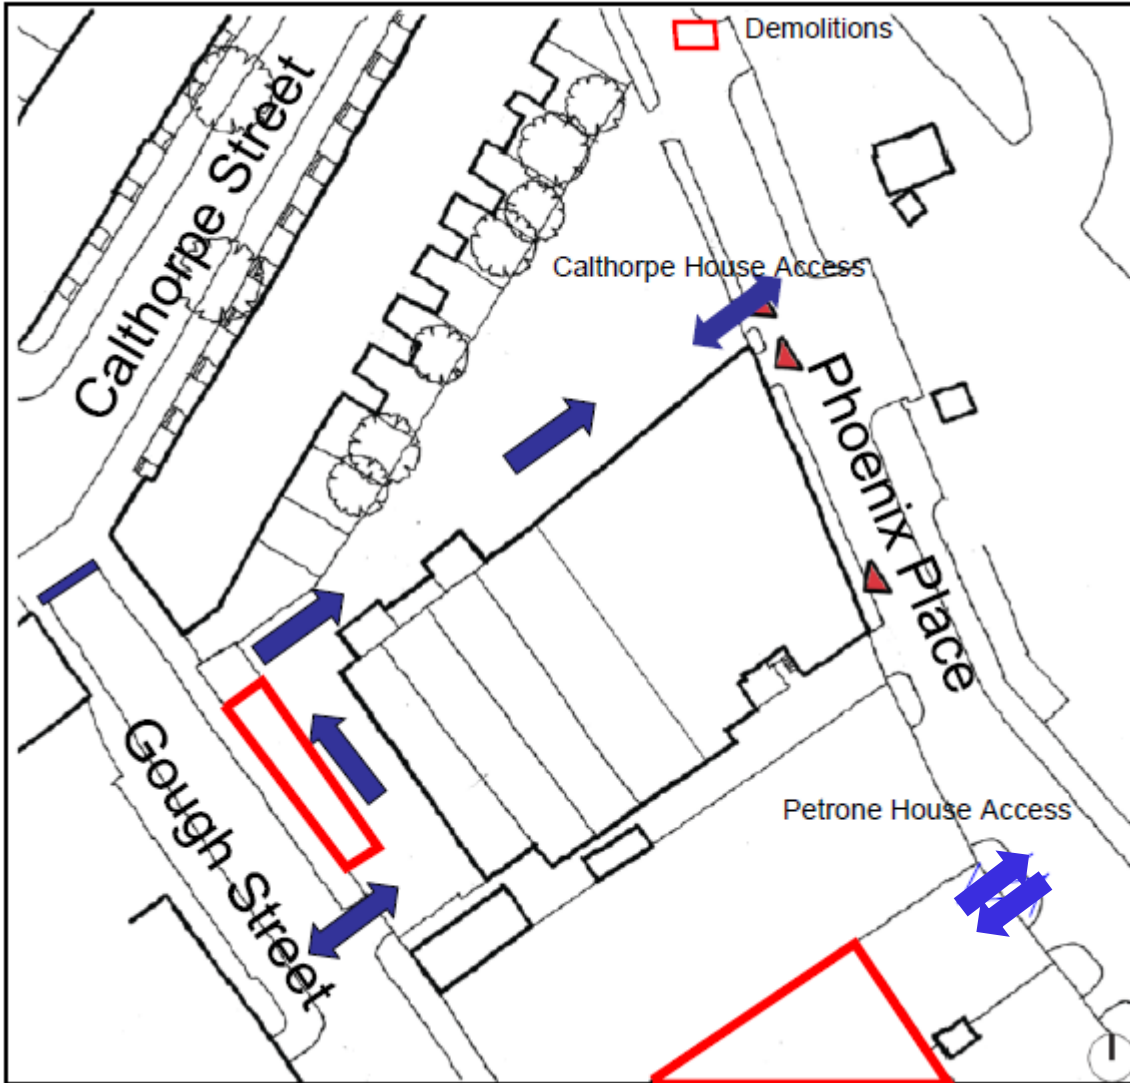 Demolitions
Calthorpe Street
Calthorpe House Access
Phoenix Place
Gough Street
Petrone House Access